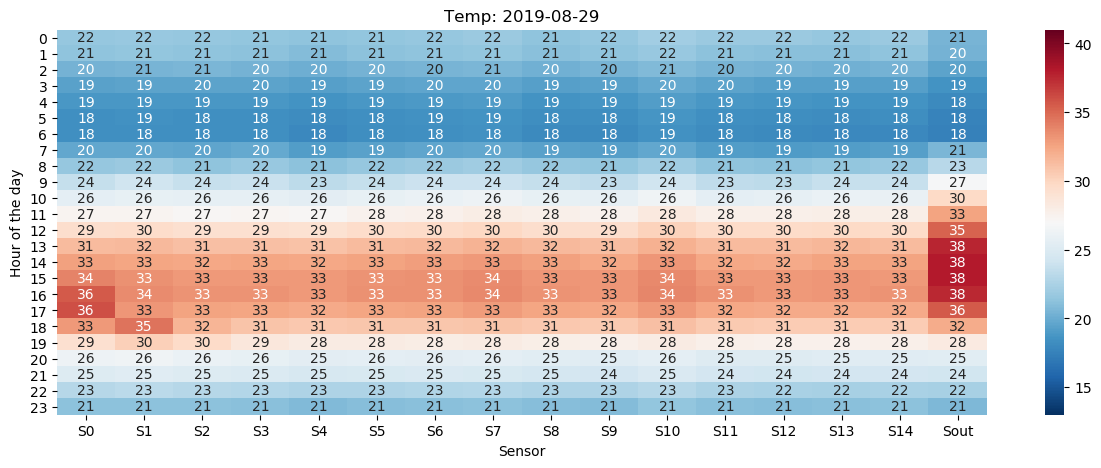 Temp: 2019-08-29
0 22 22 22 21 21 21 22 22 21 22 22 22 22 22 22 21
1 21 21 21 21 21 21 21 21 21 21 22 21 21 21 21 20
2 20 21 21 20 20 20 20 21 20 20 21 20 20 20 20 20
3 19 19 20 20 19 19 20 20 19 19 20 20 19 19 19 19
4 19 19 19 19 19 19 19 19 19 19 19 19 19 19 19 18
5 18 19 18 18 18 18 19 19 18 18 19 18 18 18 18 18
6 18 18 18 18 18 18 18 18 18 18 18 18 18 18 18 18
7 20 20 20 20 19 19 20 20 19 19 20 19 19 19 19 21
8 22 22 21 22 21 22 22 22 22 21 22 21 21 21 22 23
9 24 24 24 24 23 24 24 24 24 23 24 23 23 24 24 27
10 26 26 26 26 26 26 26 26 26 26 26 26 26 26 26 30
11 27 27 27 27 27 28 28 28 28 28 28 28 28 28 28 33
12 29 30 29 29 29 30 30 30 30 29 30 30 30 30 30 35
13 31 32 31 31 31 31 32 32 32 31 32 31 31 32 31 38
14 33 33 32 33 32 33 33 33 33 32 33 32 32 33 33 38
15 34 33 33 33 33 33 33 34 33 33 34 33 33 33 33 38
16 36 34 33 33 33 33 33 34 33 33 34 33 33 33 33 38
17 36 33 33 33 32 33 33 33 33 32 33 32 32 32 32 36
18 33 35 32 31 31 31 31 31 31 31 31 31 31 31 31 32
19 29 30 30 29 28 28 28 28 28 28 28 28 28 28 28 28
20 26 26 26 26 25 26 26 26 25 25 26 25 25 25 25 25
21 25 25 25 25 25 25 25 25 25 24 25 24 24 24 24 24
22 23 23 23 23 23 23 23 23 23 23 23 23 22 22 22 22
23 21 21 21 21 21 21 21 21 21 21 21 21 21 21 21 21
S0 S1 S2 S3 S4 S5 S6 S7 S8 S9 S10 S11 S12 S13 S14 Sout
Sensor
Hour of the day
40
35
30
25
20
15